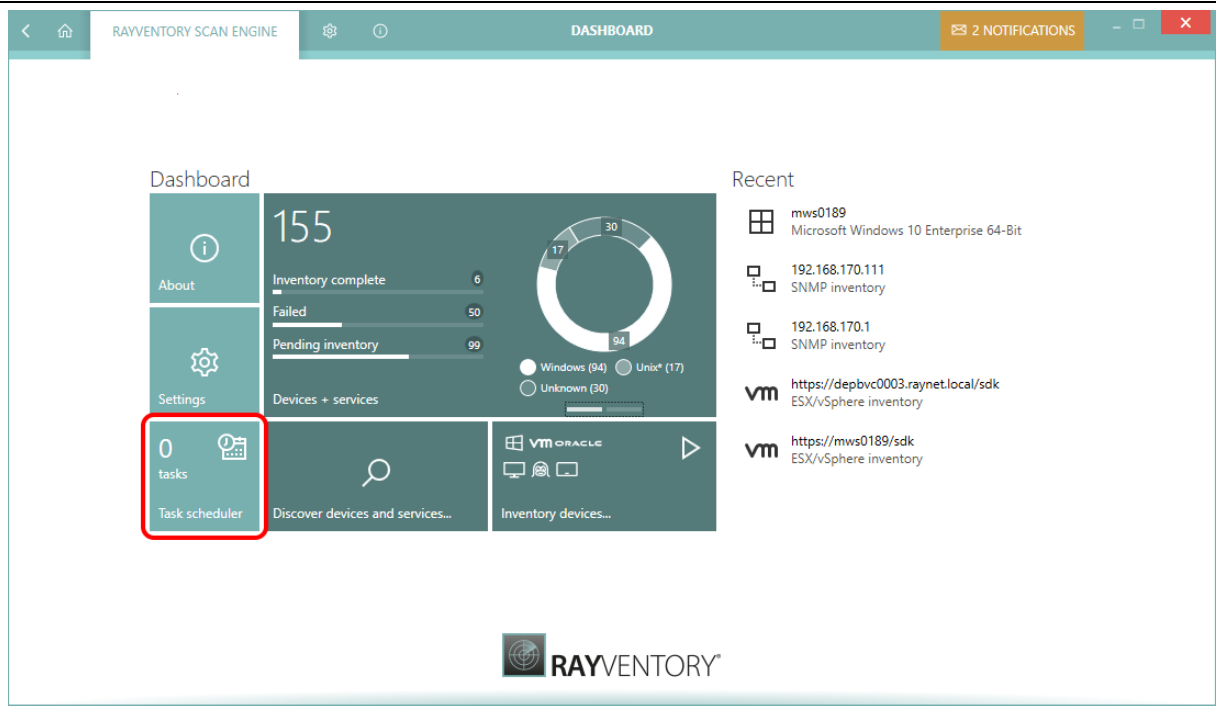 RAYVENTORY SCAN ENGINE
DASHBOARD
2 NOTIFICATIONS
Dashboard
About
Settings
0
tasks
Task scheduler
155
Inventory complete 6
Failed 50
Pending inventory 99
Devices + services
30
17
94
Windows (94) Unix* (17)
Unknown (30)
Discover devices and services...
vm ORACLE
Inventory devices...
Recent
mws0189
Microsoft Windows 10 Enterprise 64-Bit
192.168.170.111
SNMP inventory
192.168.170.1
SNMP inventory
vm https://depbvc0003.raynet.local/sdk
ESX/vSphere inventory
vm https://mws0189/sdk
ESX/vSphere inventory
RAYVENTORY®